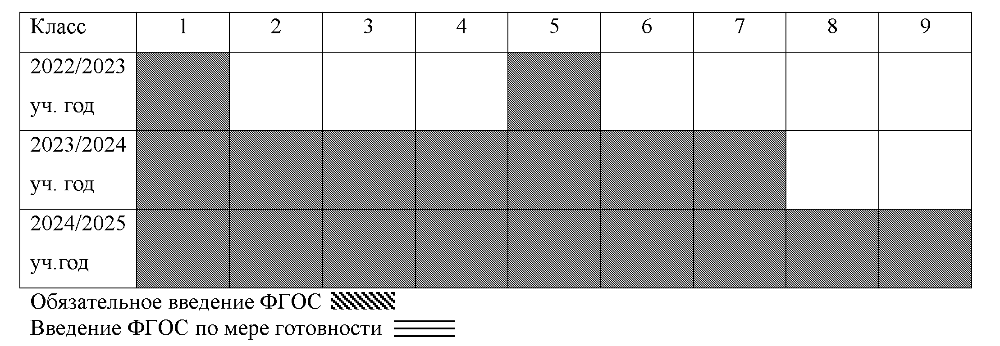 Класс 1 2 3 4 5 6 7 8 9
2022/2023
уч. год
2023/2024
уч. год
2024/2025
уч.год
Обязательное введение ФГОС
Введение ФГОС по мере готовности